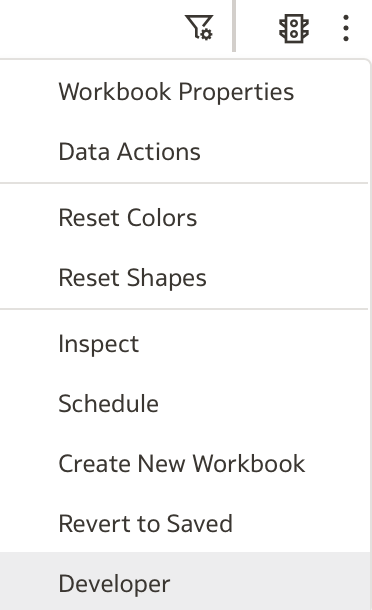 Workbook Properties
Data Actions
Reset Colors
Reset Shapes
Inspect
Schedule
Create New Workbook
Revert to Saved
Developer